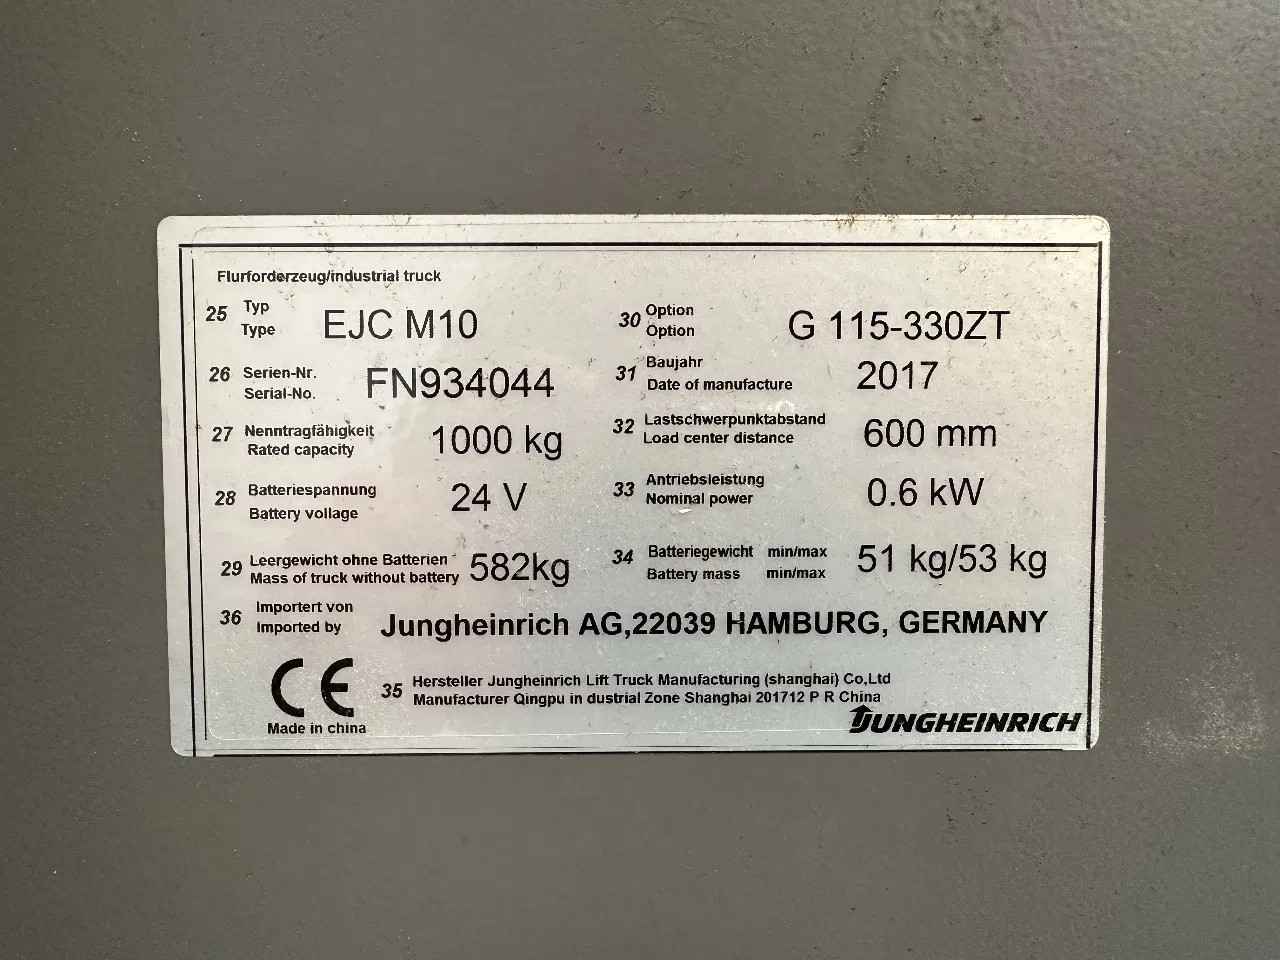 Flurforderzeug/industrial truck
25 Typ Type EJC M10
30 Option Option G 115-330ZT
26 Serien-Nr. Serial-No. FN934044
31 Baujahr Date of manufacture 2017
27 Nenntragfähigkeit Rated capacity 1000 kg
32 Lastschwerpunktabstand Load center distance 600 mm
28 Batteriespannung Battery vollage 24 V
33 Antriebsleistung Nominal power 0.6 kW
29 Leergewicht ohne Batterien Mass of truck without battery 582kg
34 Batteriegewicht min/max Battery mass min/max 51 kg/53 kg
36 Importert von Imported by Jungheinrich AG,22039 HAMBURG, GERMANY
CE
Made in china
35 Hersteller Jungheinrich Lift Truck Manufacturing (shanghai) Co,Ltd
Manufacturer Qingpu in dustrial Zone Shanghai 201712 P R China
JUNGHEINRICH